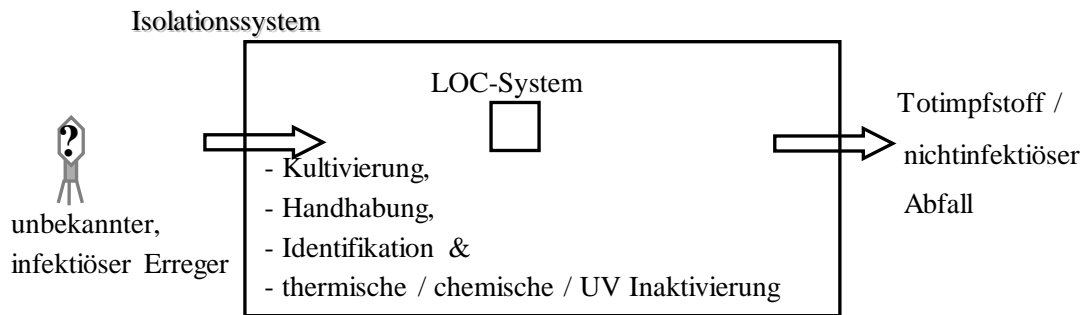 Isolationssystem
LOC-System
?
unbekannter,
infektiöser Erreger
- Kultivierung,
- Handhabung,
- Identifikation &
- thermische / chemische / UV Inaktivierung
Totimpfstoff /
nichtinfektiöser
Abfall